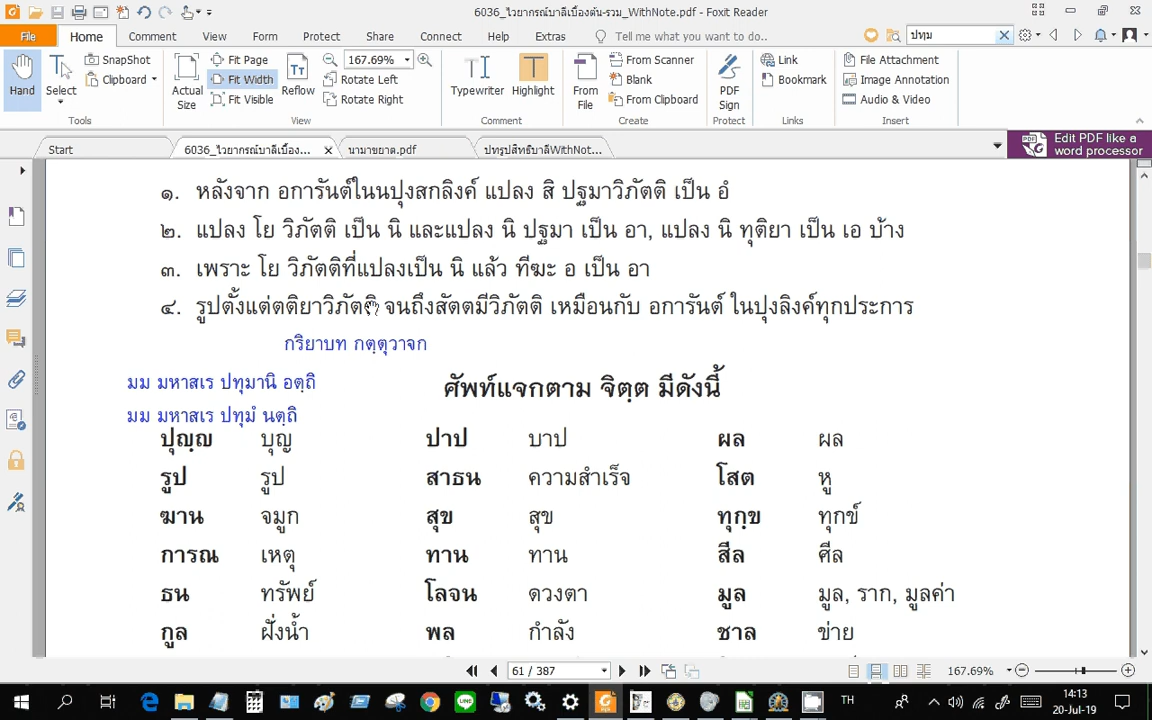 6036_ไวยากรณ์บาลีเบื้องต้น-รวม_WithNote.pdf - Foxit Reader
File Home Comment View Form Protect Share Connect Help Extras Tell me what you want to do.. ปทุม
Hand Select SnapShot Clipboard Actual Size Fit Page Fit Width Fit Visible Reflow 167.69% Rotate Left Rotate Right Typewriter Highlight From File From Scanner Blank From Clipboard PDF Sign Link Bookmark File Attachment Image Annotation Audio & Video
Tools View Comment Create Protect Links Insert
Start 6036_ไวยากรณ์บาลีเบื้อง... นามาขยาต.pdf ปทรูปสิทธิบาลีWithNot... Edit PDF like a word processor
๑. หลังจาก อการันต์ในนปุงสกลิงค์ แปลง สิ ปฐมาวิภัตติ เป็น อํ
๒. แปลง โย วิภัตติ เป็น นิ และแปลง นิ ปฐมา เป็น อา, แปลง นิ ทุติยา เป็น เอ บ้าง
๓. เพราะ โย วิภัตติที่แปลงเป็น นิ แล้ว ทีฆะ อ เป็น อา
๔. รูปตั้งแต่ตติยาวิภัตติ จนถึงสัตตมีวิภัตติ เหมือนกับ อการันต์ ในปุงลิงค์ทุกประการ
กริยาบท กตฺตุวาจก
มม มหาสเร ปทุมานิ อตฺถิ
ศัพท์แจกตาม จิตฺต มีดังนี้
มม มหาสเร ปทุมํ นตฺถิ
ปุญฺญ บุญ ปาป บาป ผล ผล
รูป รูป สาธน ความสำเร็จ โสต หู
ฆาน จมูก สุข สุข ทุกฺข ทุกข์
การณ เหตุ ทาน ทาน สีล ศีล
ธน ทรัพย์ โลจน ดวงตา มูล มูล, ราก, มูลค่า
กูล ฝั่งน้ำ พล กำลัง ชาล ข่าย
61 / 387 167.69%
TH 14:13
20-Jul-19